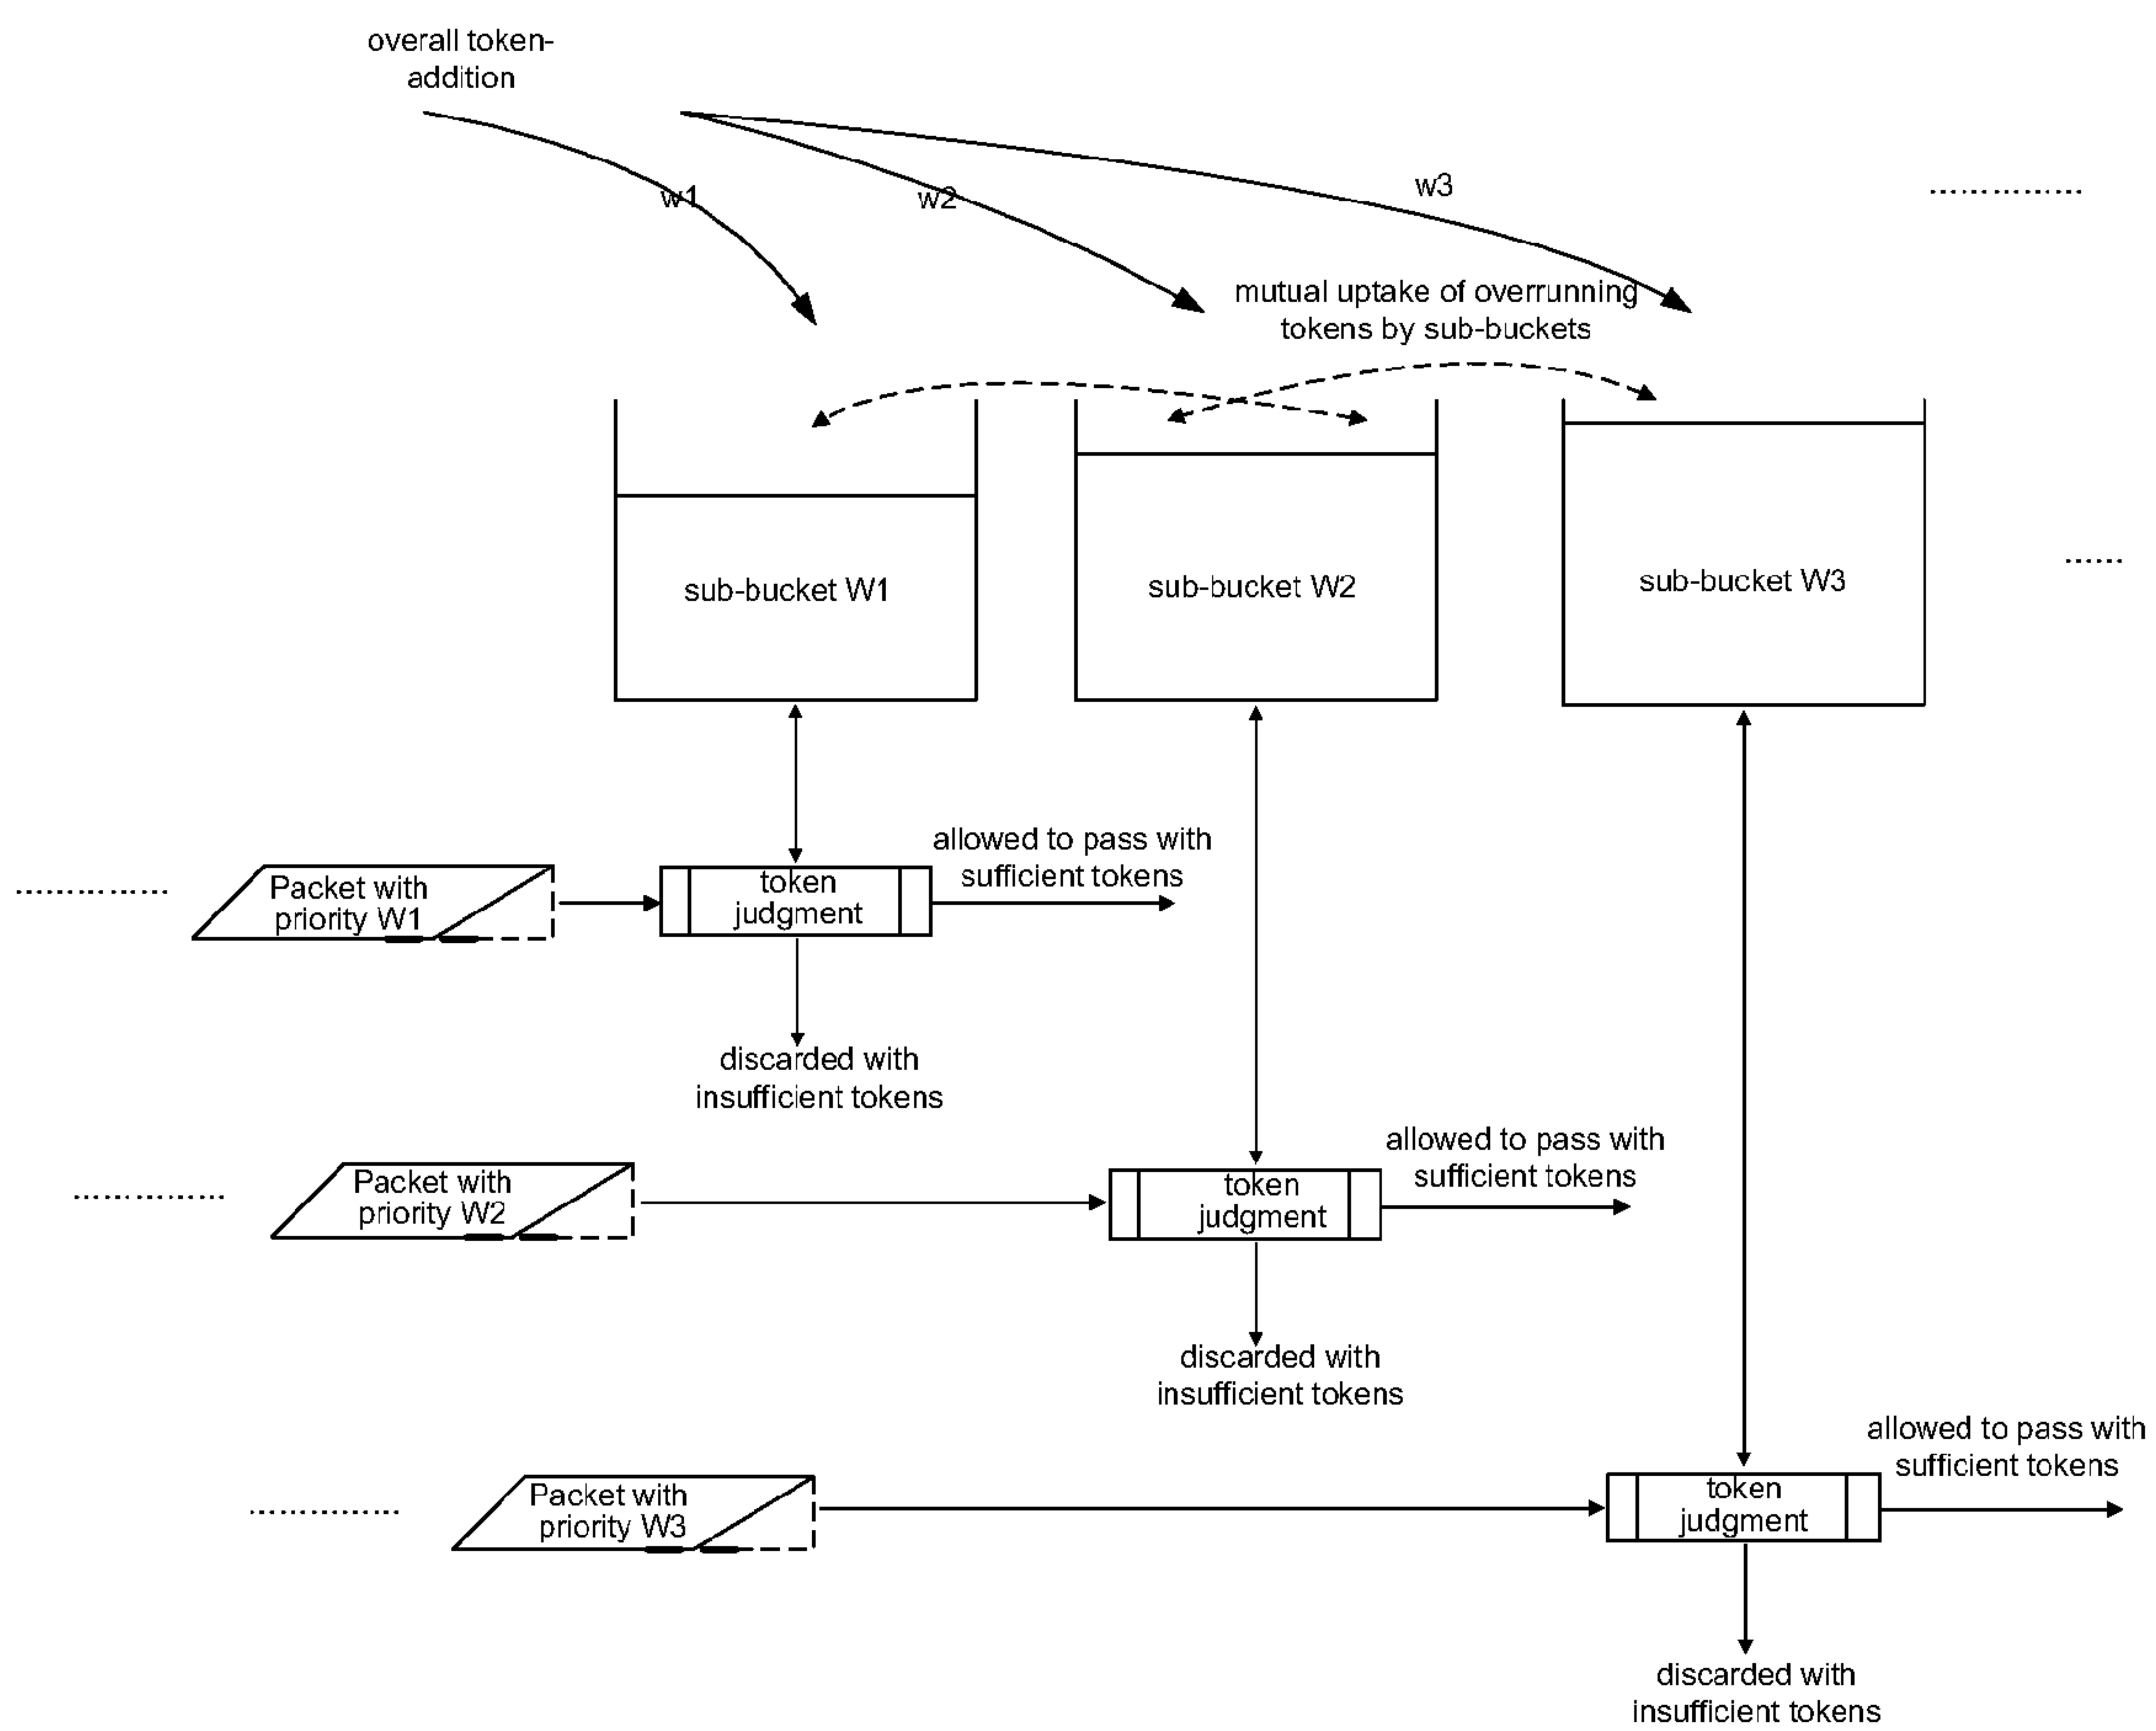 overall token-
addition
w1
w2
w3
..............
mutual uptake of overrunning
tokens by sub-buckets
sub-bucket W1
sub-bucket W2
sub-bucket W3
......
allowed to pass with
sufficient tokens
..............
Packet with
priority W1
token
judgment
discarded with
insufficient tokens
allowed to pass with
sufficient tokens
..............
Packet with
priority W2
token
judgment
discarded with
insufficient tokens
allowed to pass with
sufficient tokens
..............
Packet with
priority W3
token
judgment
discarded with
insufficient tokens